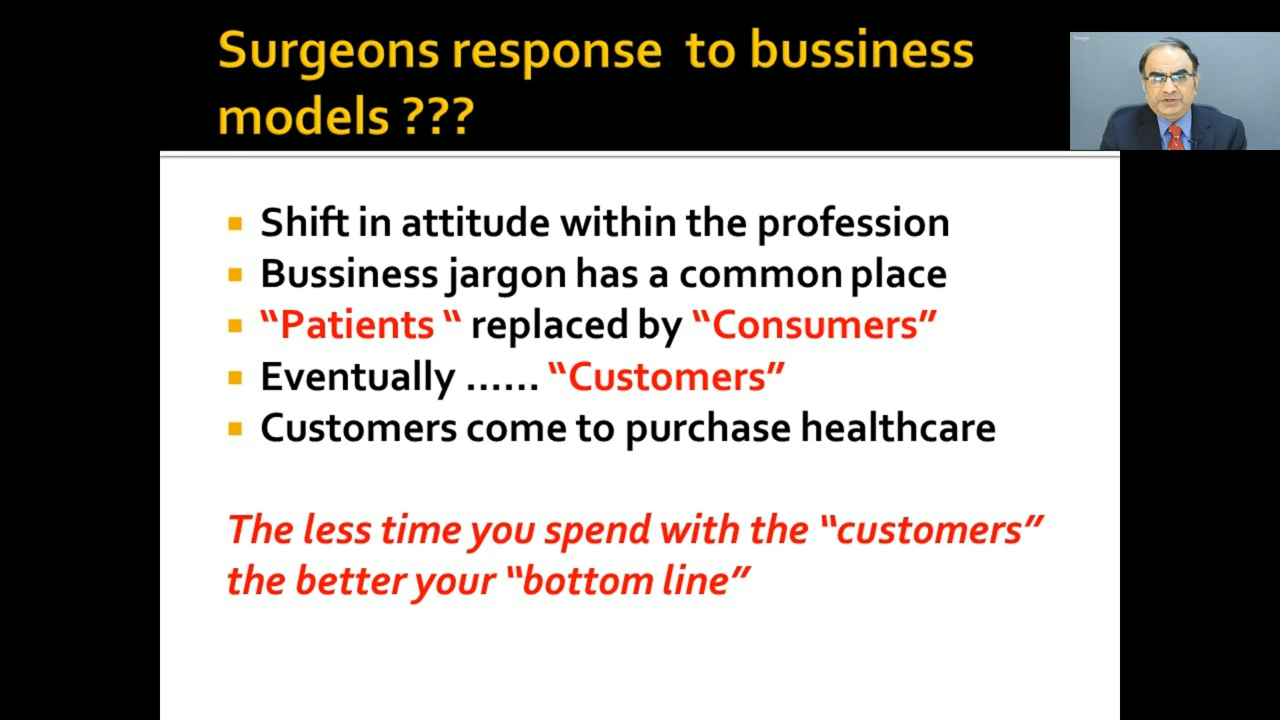 Surgeons response to bussiness
models ???
Google
Shift in attitude within the profession
Bussiness jargon has a common place
“Patients “ replaced by “Consumers”
Eventually ...... “Customers”
Customers come to purchase healthcare
The less time you spend with the “customers”
the better your “bottom line”